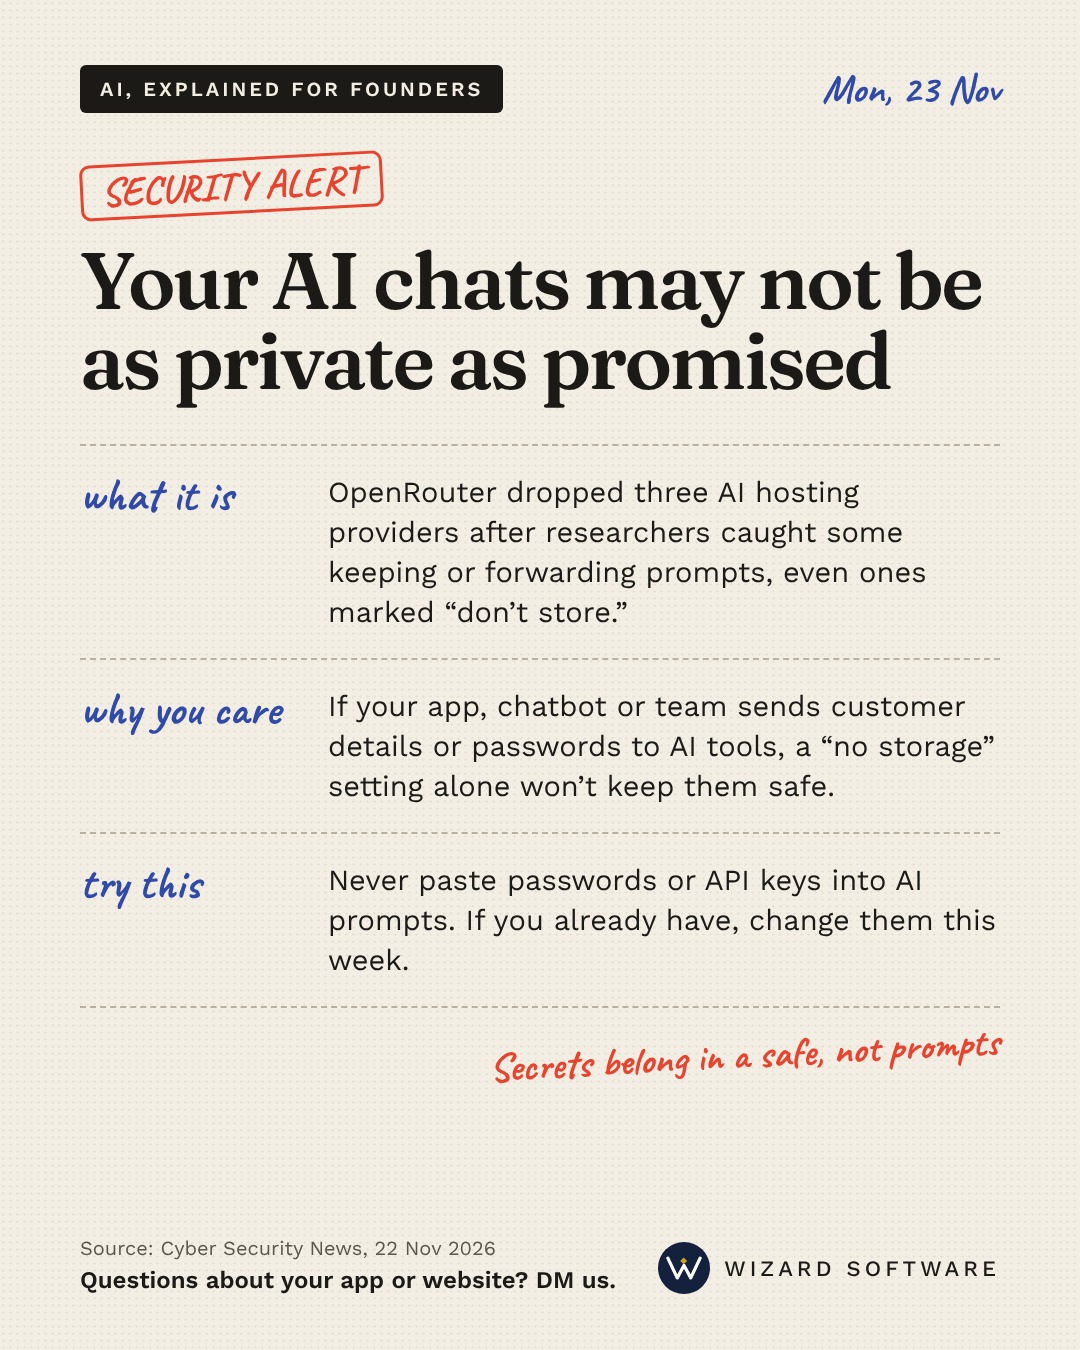 AI, EXPLAINED FOR FOUNDERS
Mon, 23 Nov
SECURITY ALERT
Your AI chats may not be
as private as promised
what it is
OpenRouter dropped three AI hosting
providers after researchers caught some
keeping or forwarding prompts, even ones
marked “don’t store.”
why you care
If your app, chatbot or team sends customer
details or passwords to AI tools, a “no storage”
setting alone won’t keep them safe.
try this
Never paste passwords or API keys into AI
prompts. If you already have, change them this
week.
Secrets belong in a safe, not prompts
Source: Cyber Security News, 22 Nov 2026
Questions about your app or website? DM us.
W
WIZARD SOFTWARE